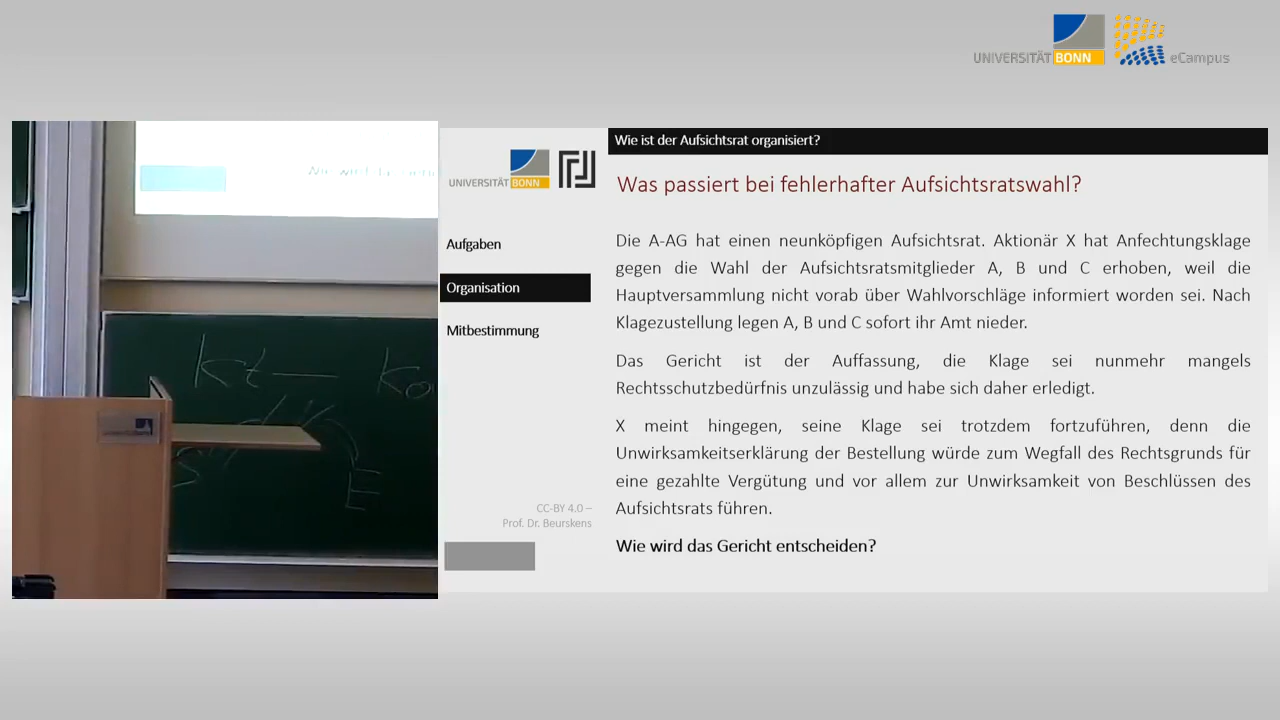 UNIVERSITÄT BONN eCampus
Wie ist der Aufsichtsrat organisiert?
UNIVERSITÄT BONN
Was passiert bei fehlerhafter Aufsichtsratswahl?
Aufgaben
Organisation
Mitbestimmung
Die A-AG hat einen neunköpfigen Aufsichtsrat. Aktionär X hat Anfechtungsklage
gegen die Wahl der Aufsichtsratsmitglieder A, B und C erhoben, weil die
Hauptversammlung nicht vorab über Wahlvorschläge informiert worden sei. Nach
Klagezustellung legen A, B und C sofort ihr Amt nieder.
Das Gericht ist der Auffassung, die Klage sei nunmehr mangels
Rechtsschutzbedürfnis unzulässig und habe sich daher erledigt.
X meint hingegen, seine Klage sei trotzdem fortzuführen, denn die
Unwirksamkeitserklärung der Bestellung würde zum Wegfall des Rechtsgrunds für
eine gezahlte Vergütung und vor allem zur Unwirksamkeit von Beschlüssen des
Aufsichtsrats führen.
Wie wird das Gericht entscheiden?
CC-BY 4.0 –
Prof. Dr. Beurskens
kt — Ko
S
E